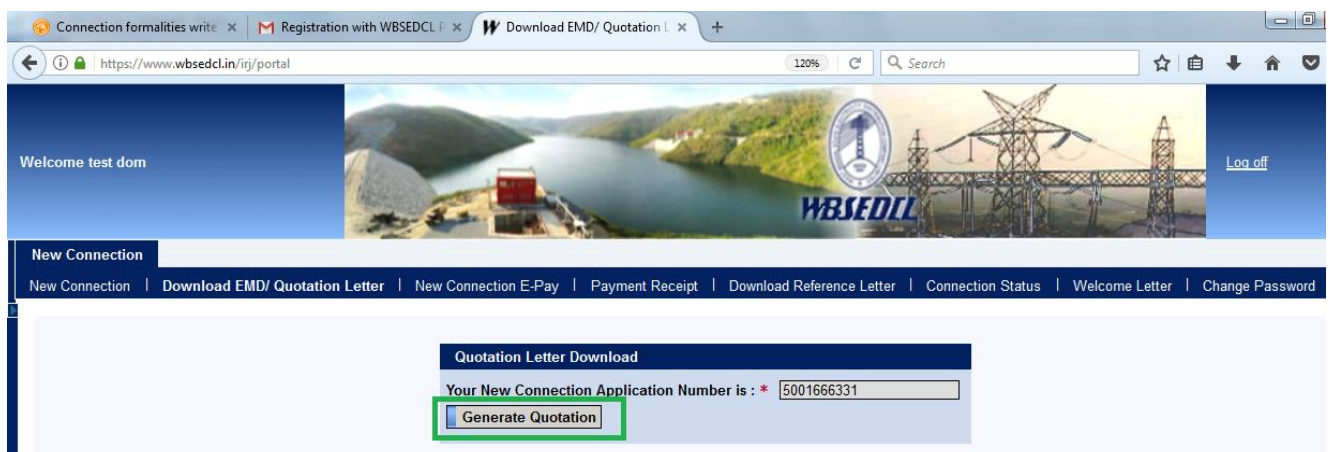 Connection formalities write
Registration with WBSEDCL P
Download EMD/ Quotation L
https://www.wbsedcl.in/irj/portal
120%
Search
Welcome test dom
WBSEDCL
Log off
New Connection
New Connection | Download EMD/ Quotation Letter | New Connection E-Pay | Payment Receipt | Download Reference Letter | Connection Status | Welcome Letter | Change Password
Quotation Letter Download
Your New Connection Application Number is : * 5001666331
Generate Quotation